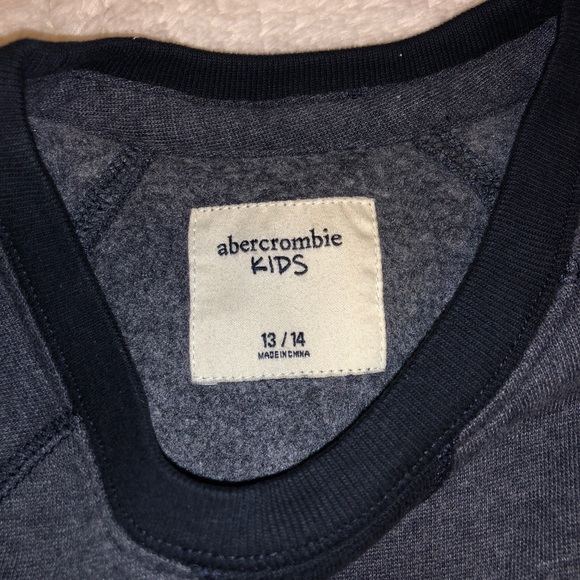 abercrombie
KIDS
13 / 14
MADE IN CHINA